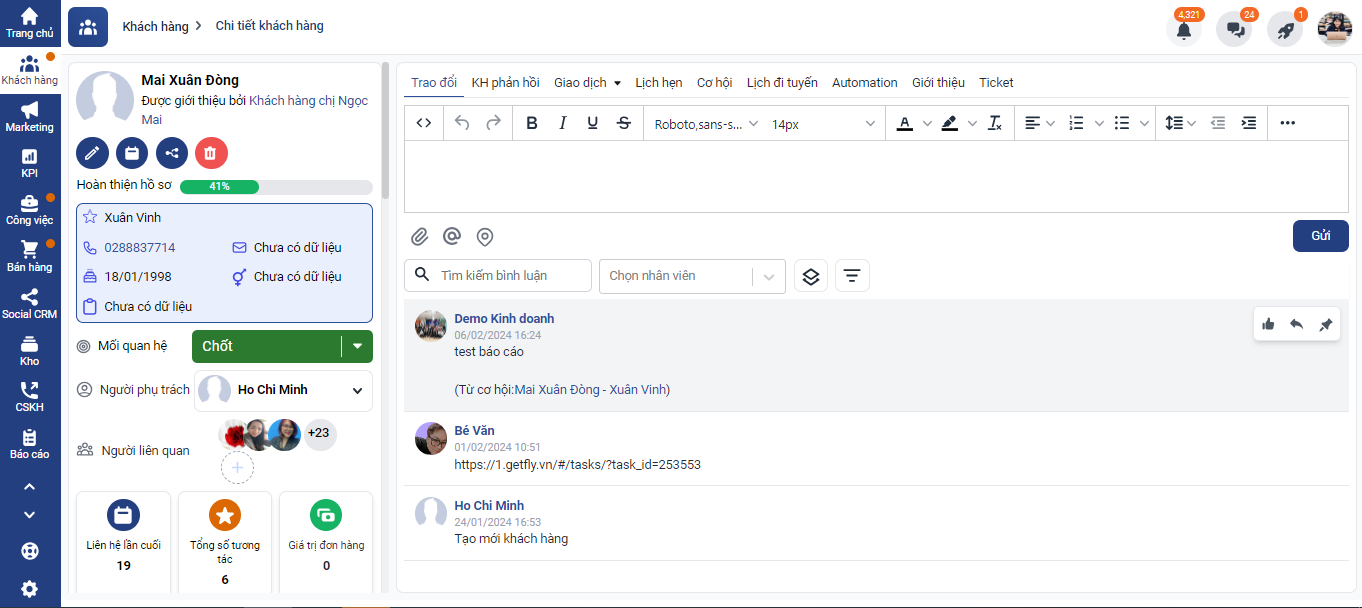 Trang chủ
Khách hàng
Marketing
KPI
Công việc
Bán hàng
Social CRM
Kho
CSKH
Báo cáo
Khách hàng
Chi tiết khách hàng
4,321
24
1
Mai Xuân Đòng
Được giới thiệu bởi Khách hàng chị Ngọc
Mai
Hoàn thiện hồ sơ 41%
Xuân Vinh
0288837714 Chưa có dữ liệu
18/01/1998 Chưa có dữ liệu
Chưa có dữ liệu
Mối quan hệ Chốt
Người phụ trách Ho Chi Minh
Người liên quan +23
Liên hệ lần cuối
19
Tổng số tương
tác
6
Giá trị đơn hàng
0
Trao đổi KH phản hồi Giao dịch Lịch hẹn Cơ hội Lịch đi tuyến Automation Giới thiệu Ticket
B I U S Roboto,sans-s... 14px A
Gửi
Tìm kiếm bình luận Chọn nhân viên
Demo Kinh doanh
06/02/2024 16:24
test báo cáo
(Từ cơ hội:Mai Xuân Đòng - Xuân Vinh)
Bé Văn
01/02/2024 10:51
https://1.getfly.vn/#/tasks/?task_id=253553
Ho Chi Minh
24/01/2024 16:53
Tạo mới khách hàng